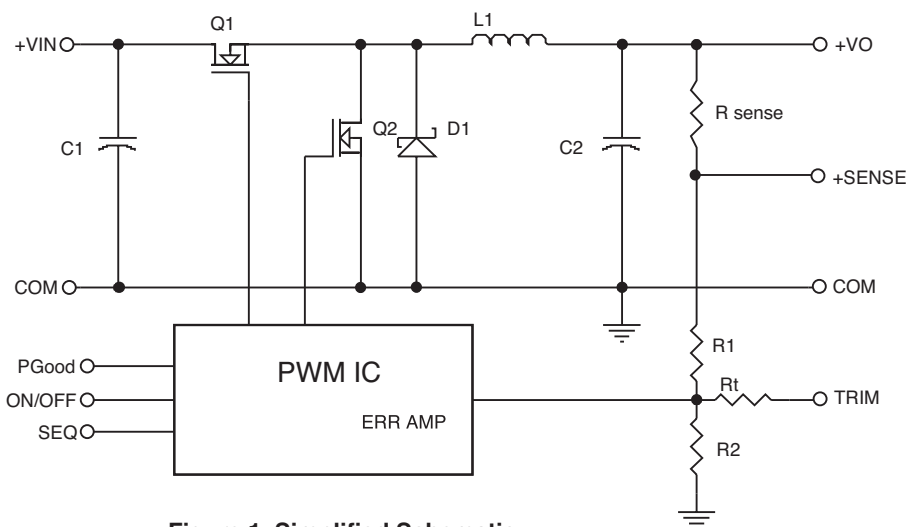 Q1
L1
+VIN
+VO
R sense
C1
Q2
D1
C2
+SENSE
COM
COM
R1
PGood
PWM IC
Rt
ON/OFF
TRIM
ERR AMP
SEQ
R2
Figure 1. Simplified Schematic